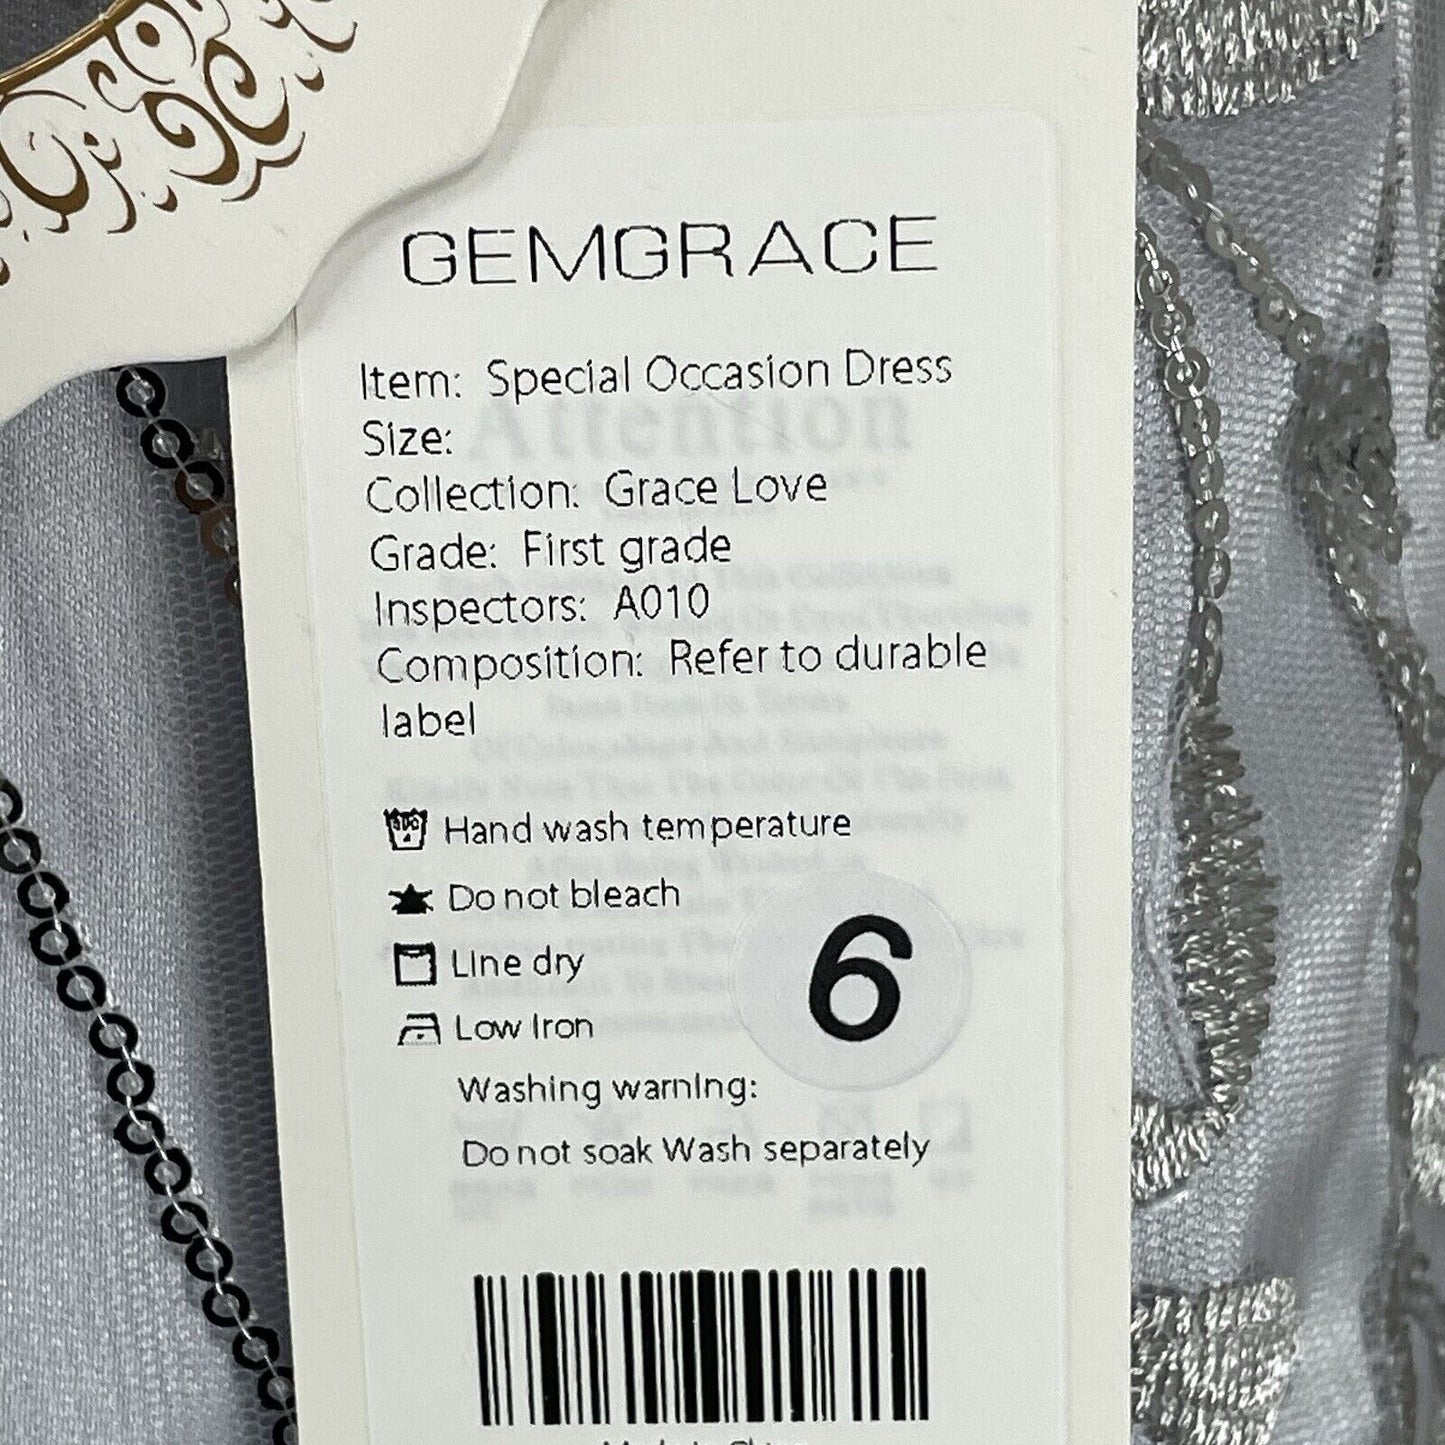 GEMGRACE
Item: Special Occasion Dress
Size:
Collection: Grace Love
Grade: First grade
Inspectors: A010
Composition: Refer to durable
label
Hand wash temperature
Do not bleach
Line dry
6
Low Iron
Washing warning:
Do not soak Wash separately